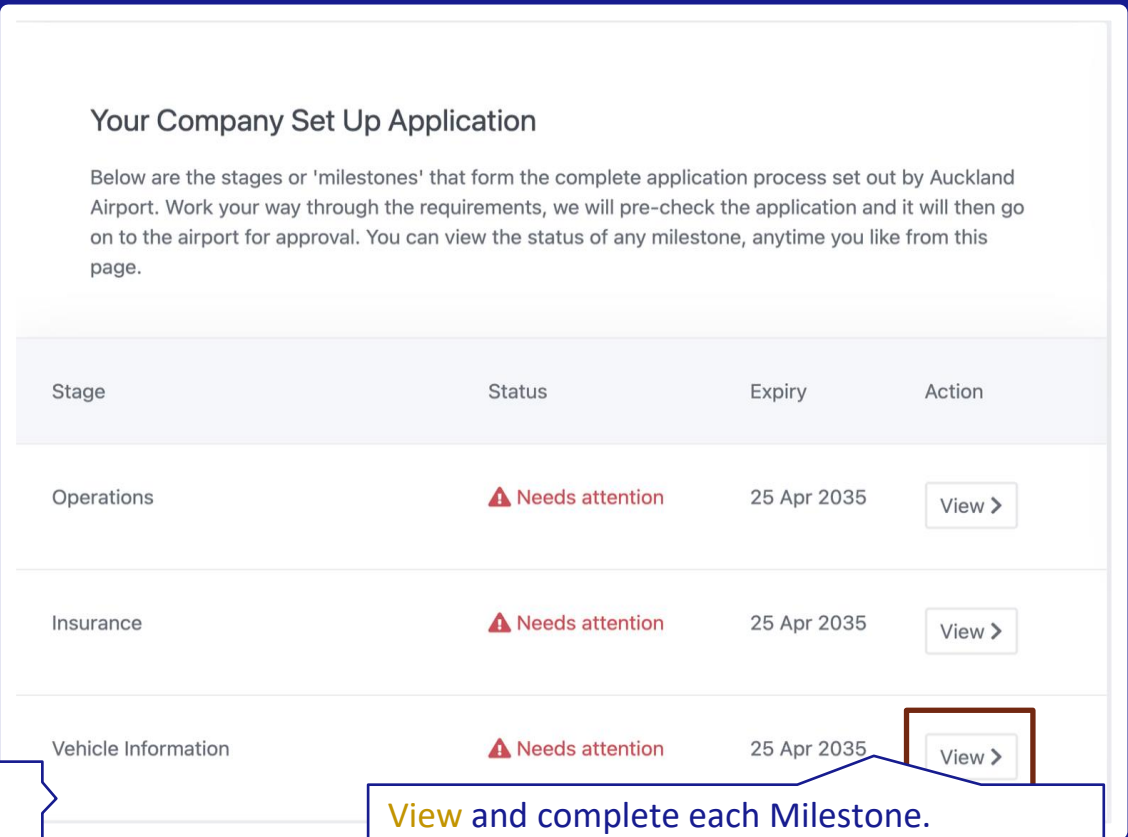 Your Company Set Up Application
Below are the stages or 'milestones' that form the complete application process set out by Auckland
Airport. Work your way through the requirements, we will pre-check the application and it will then go
on to the airport for approval. You can view the status of any milestone, anytime you like from this
page.
Stage Status Expiry Action
Operations Needs attention 25 Apr 2035 View >
Insurance Needs attention 25 Apr 2035 View >
Vehicle Information Needs attention 25 Apr 2035 View >
View and complete each Milestone.